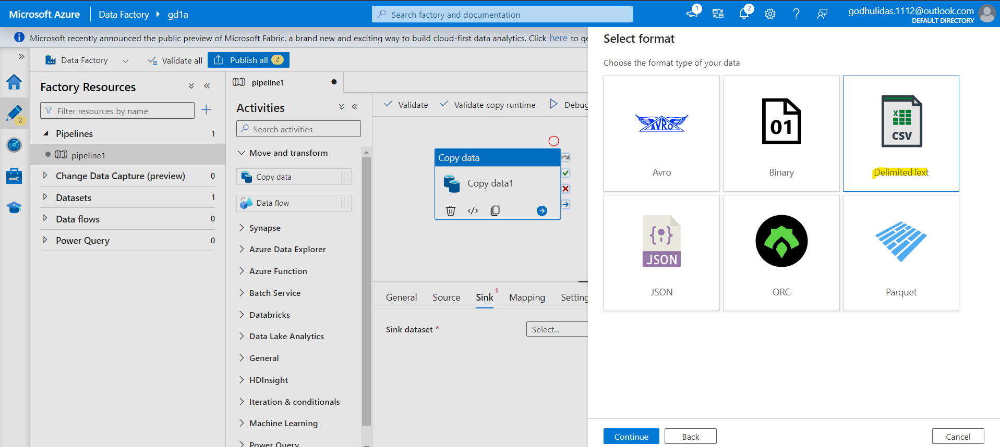 Microsoft Azure
Data Factory
gd1a
Search factory and documentation
1
2
godhulidas.1112@outlook.com
DEFAULT DIRECTORY
Microsoft recently announced the public preview of Microsoft Fabric, a brand new and exciting way to build cloud-first data analytics. Click here to ge
Data Factory
Validate all
Publish all 2
2
Factory Resources
Filter resources by name
Pipelines 1
pipeline1
Change Data Capture (preview) 0
Datasets 1
Data flows 0
Power Query 0
pipeline1
Activities
Search activities
Move and transform
Copy data
Data flow
Synapse
Azure Data Explorer
Azure Function
Batch Service
Databricks
Data Lake Analytics
General
HDInsight
Iteration & conditionals
Machine Learning
Power Query
Validate
Validate copy runtime
Debug
Copy data
Copy data1
General
Source
Sink 1
Mapping
Setting
Sink dataset *
Select...
Select format
Choose the format type of your data
AVRO
Avro
01
Binary
X
CSV
DelimitedText
JSON
JSON
ORC
Parquet
Continue
Back
Cancel